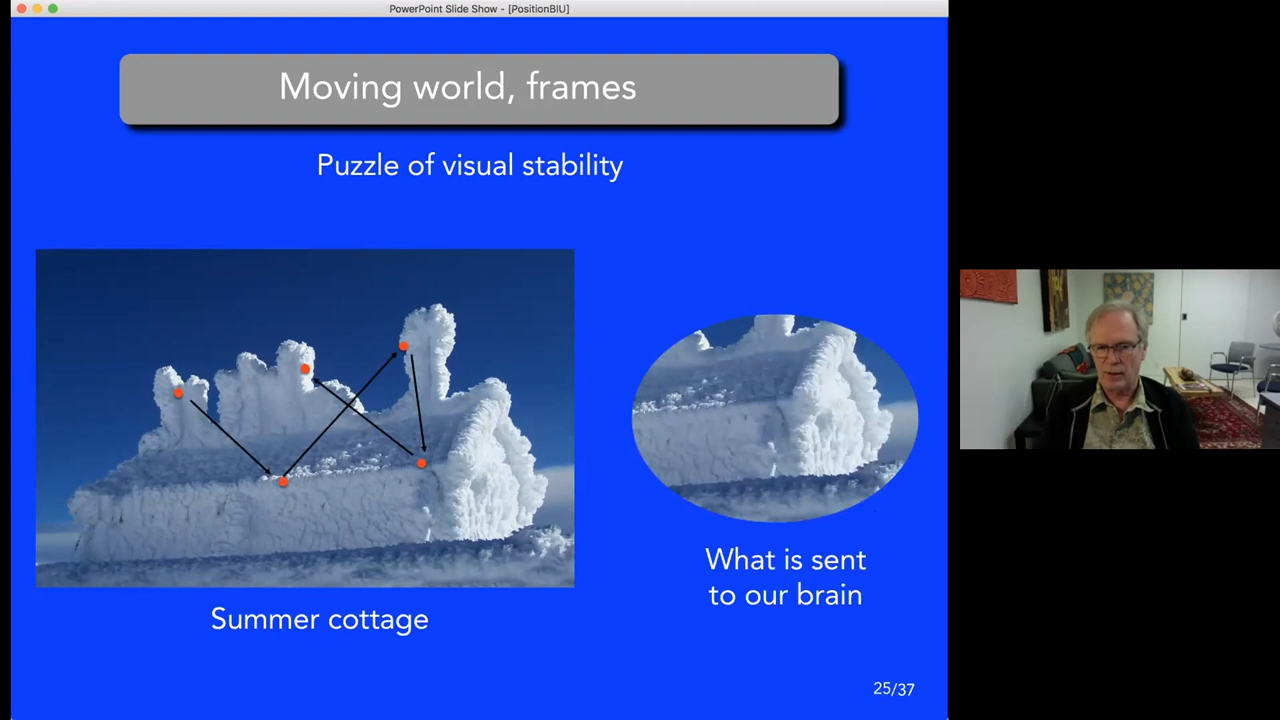 PowerPoint Slide Show - [PositionBIU]
Moving world, frames
Puzzle of visual stability
What is sent
to our brain
Summer cottage
25/37